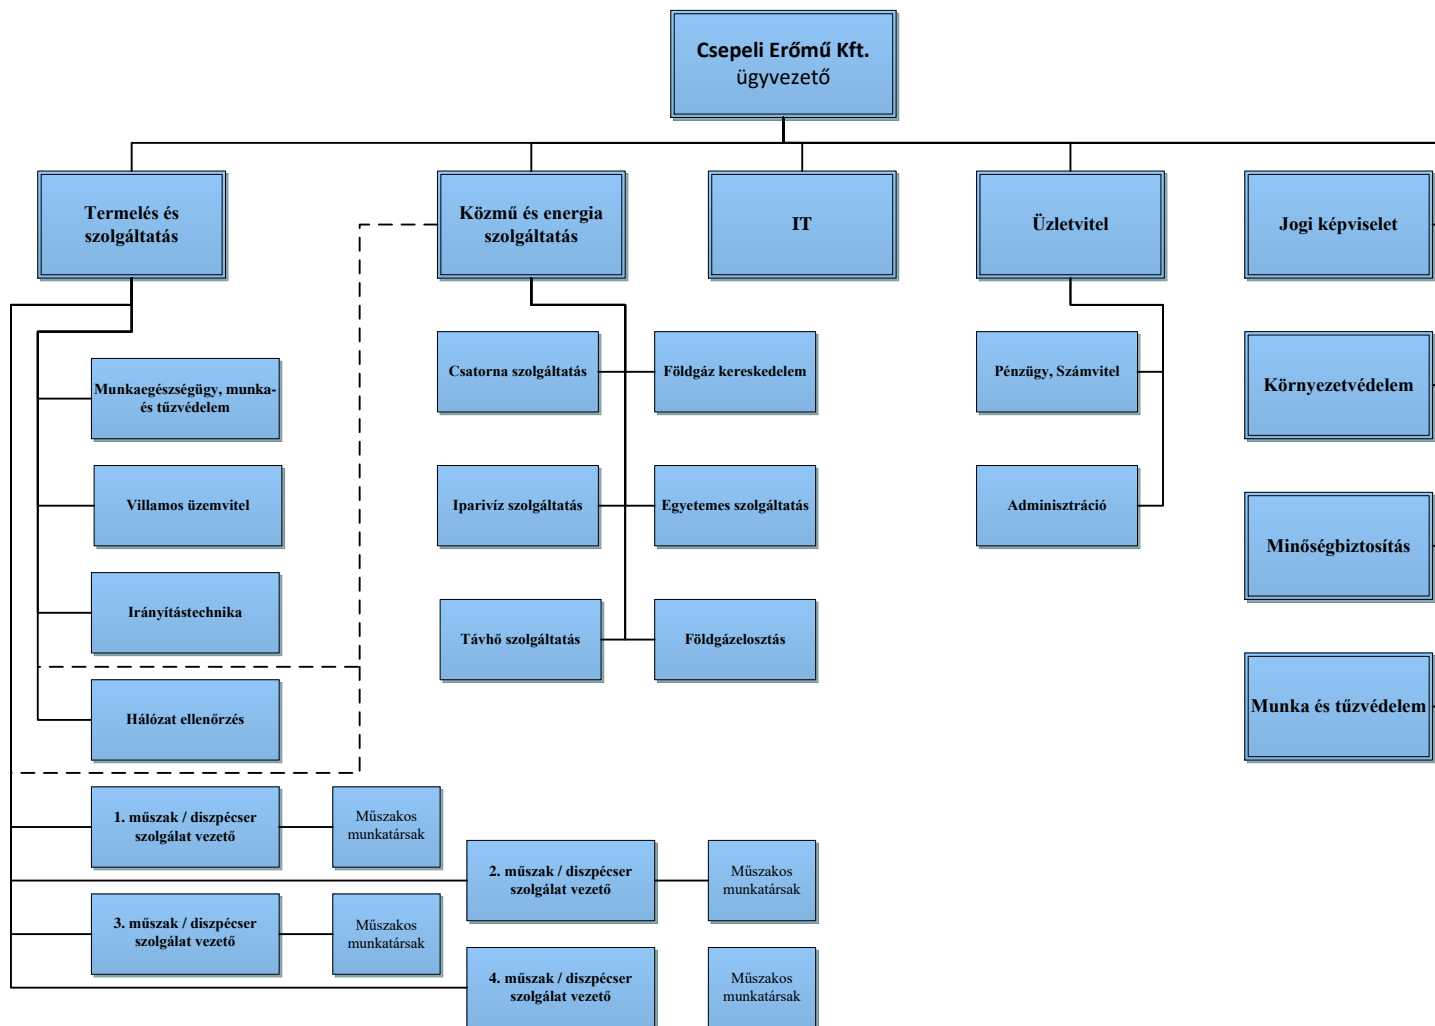 Csepeli Erőmű Kft.
ügyvezető
Termelés és
szolgáltatás
Közmű és energia
szolgáltatás
IT
Üzletvitel
Jogi képviselet
Munkaegészségügy, munka-
és tűzvédelem
Csatorna szolgáltatás
Földgáz kereskedelem
Pénzügy, Számvitel
Környezetvédelem
Villamos üzemvitel
Iparivíz szolgáltatás
Egyetemes szolgáltatás
Adminisztráció
Minőségbiztosítás
Irányítástechnika
Távhő szolgáltatás
Földgázelosztás
Hálózat ellenőrzés
Munka és tűzvédelem
1. műszak / diszpécser
szolgálat vezető
Műszakos
munkatársak
2. műszak / diszpécser
szolgálat vezető
Műszakos
munkatársak
3. műszak / diszpécser
szolgálat vezető
Műszakos
munkatársak
4. műszak / diszpécser
szolgálat vezető
Műszakos
munkatársak